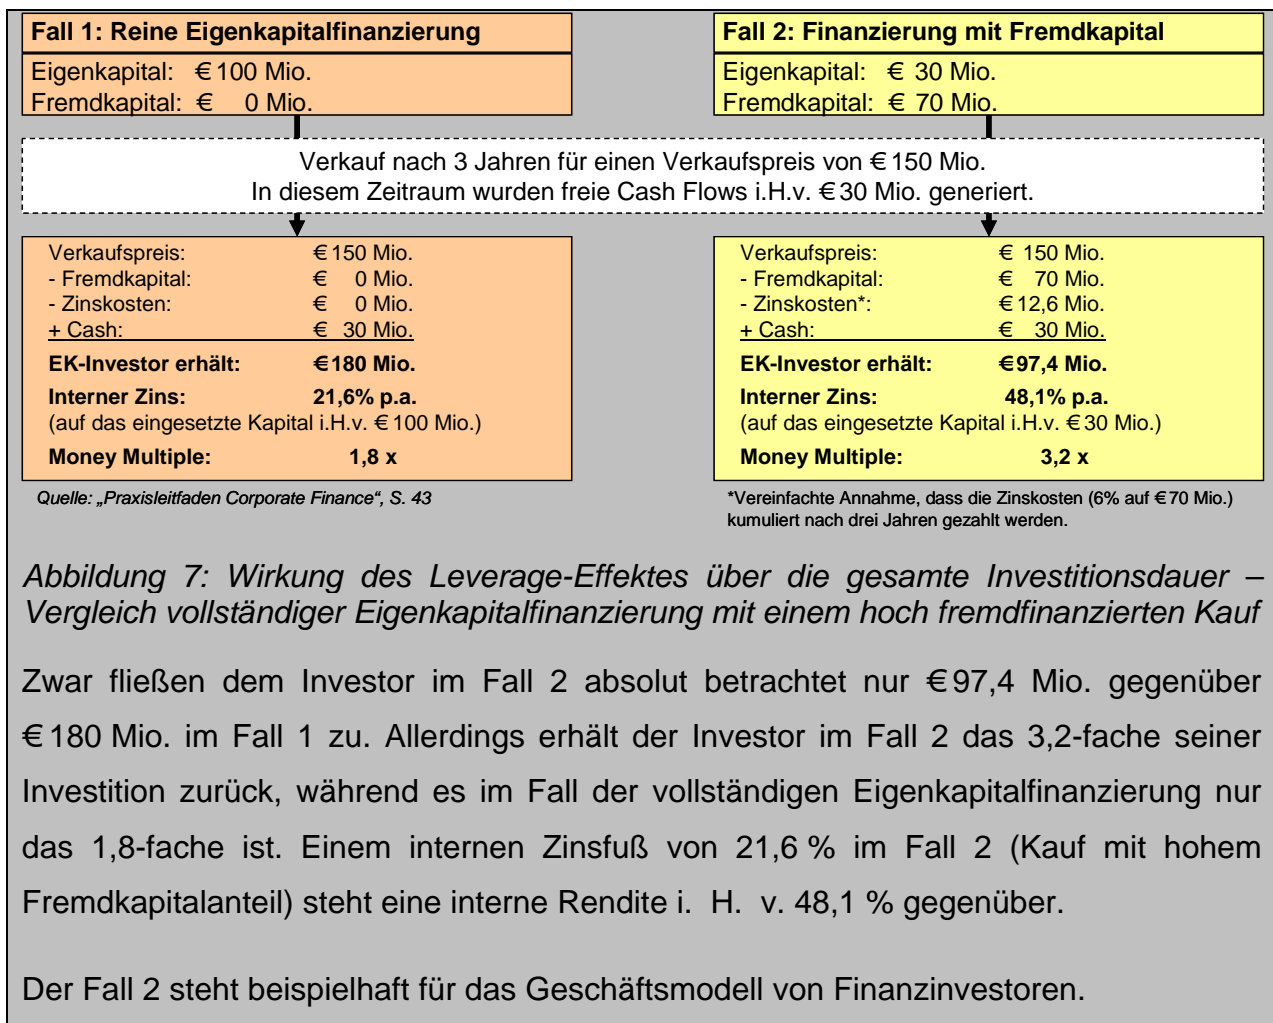 Fall 1: Reine Eigenkapitalfinanzierung
Eigenkapital: € 100 Mio.
Fremdkapital: € 0 Mio.
Fall 2: Finanzierung mit Fremdkapital
Eigenkapital: € 30 Mio.
Fremdkapital: € 70 Mio.
Verkauf nach 3 Jahren für einen Verkaufspreis von € 150 Mio.
In diesem Zeitraum wurden freie Cash Flows i.H.v. € 30 Mio. generiert.
Verkaufspreis: € 150 Mio.
- Fremdkapital: € 0 Mio.
- Zinskosten: € 0 Mio.
+ Cash: € 30 Mio.
EK-Investor erhält: € 180 Mio.
Interner Zins: 21,6% p.a.
(auf das eingesetzte Kapital i.H.v. € 100 Mio.)
Money Multiple: 1,8 x
Quelle: „Praxisleitfaden Corporate Finance“, S. 43
Verkaufspreis: € 150 Mio.
- Fremdkapital: € 70 Mio.
- Zinskosten*: € 12,6 Mio.
+ Cash: € 30 Mio.
EK-Investor erhält: € 97,4 Mio.
Interner Zins: 48,1% p.a.
(auf das eingesetzte Kapital i.H.v. € 30 Mio.)
Money Multiple: 3,2 x
*Vereinfachte Annahme, dass die Zinskosten (6% auf € 70 Mio.)
kumuliert nach drei Jahren gezahlt werden.
Abbildung 7: Wirkung des Leverage-Effektes über die gesamte Investitionsdauer –
Vergleich vollständiger Eigenkapitalfinanzierung mit einem hoch fremdfinanzierten Kauf
Zwar fließen dem Investor im Fall 2 absolut betrachtet nur € 97,4 Mio. gegenüber
€ 180 Mio. im Fall 1 zu. Allerdings erhält der Investor im Fall 2 das 3,2-fache seiner
Investition zurück, während es im Fall der vollständigen Eigenkapitalfinanzierung nur
das 1,8-fache ist. Einem internen Zinsfuß von 21,6 % im Fall 2 (Kauf mit hohem
Fremdkapitalanteil) steht eine interne Rendite i. H. v. 48,1 % gegenüber.
Der Fall 2 steht beispielhaft für das Geschäftsmodell von Finanzinvestoren.